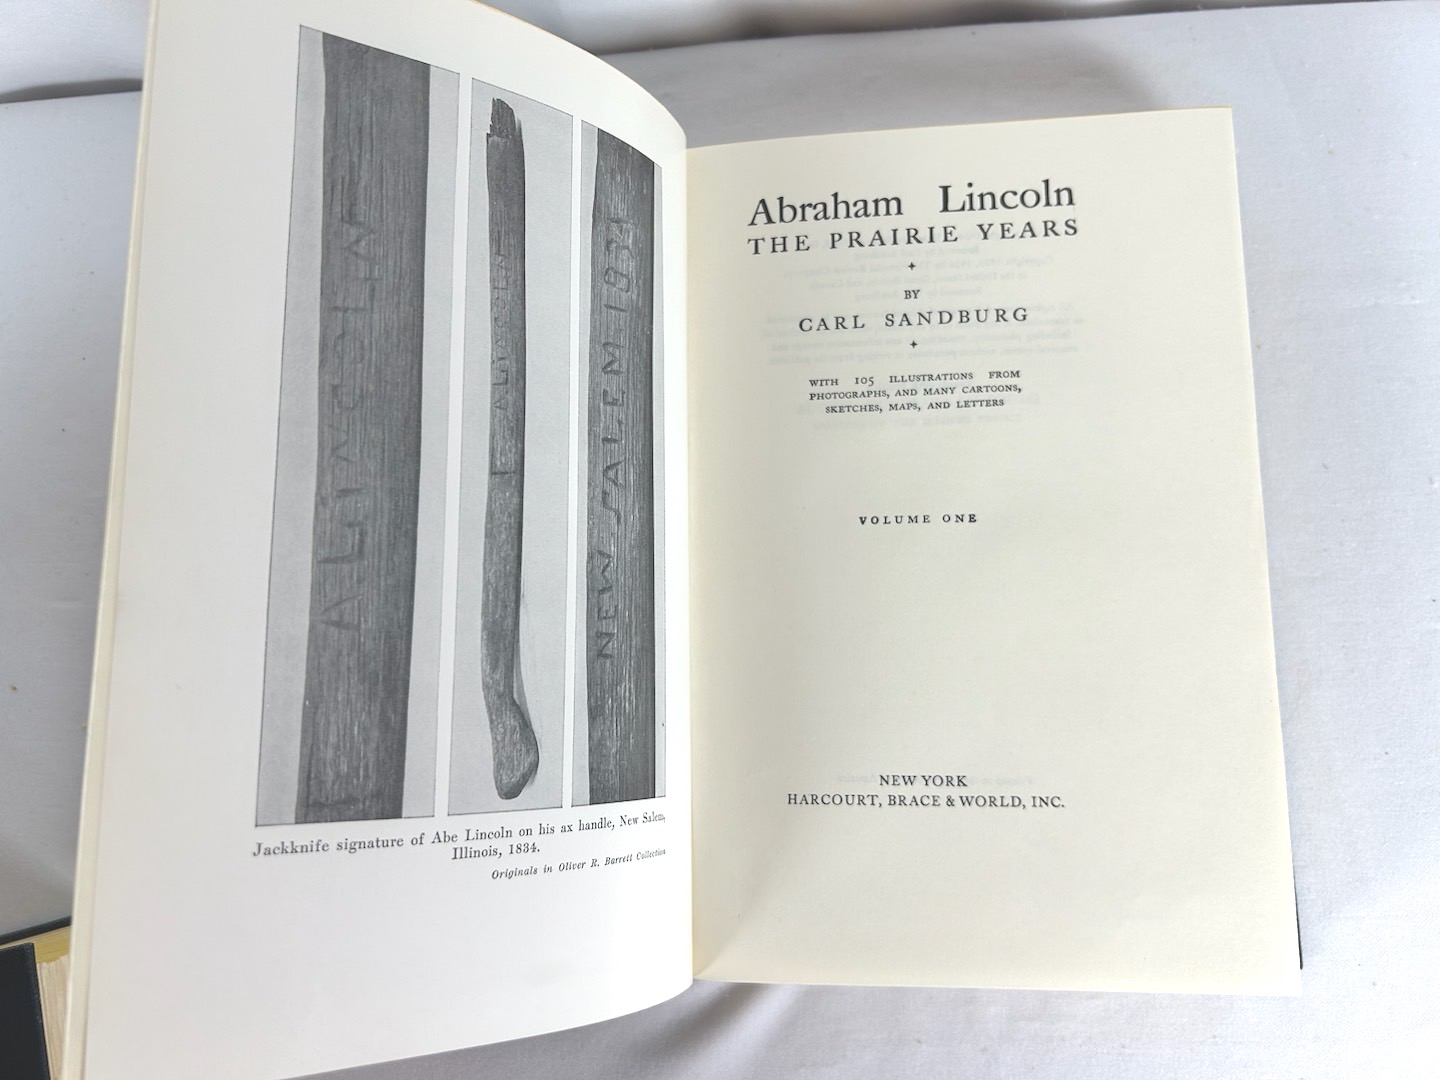 A LiNCOLN
A LiNCOLN
NEW SALEM 1834
Jackknife signature of Abe Lincoln on his ax handle, New Salem,
Illinois, 1834.
Originals in Oliver R. Barrett Collection
Abraham Lincoln
THE PRAIRIE YEARS
BY
CARL SANDBURG
WITH 105 ILLUSTRATIONS FROM
PHOTOGRAPHS, AND MANY CARTOONS,
SKETCHES, MAPS, AND LETTERS
VOLUME ONE
NEW YORK
HARCOURT, BRACE & WORLD, INC.